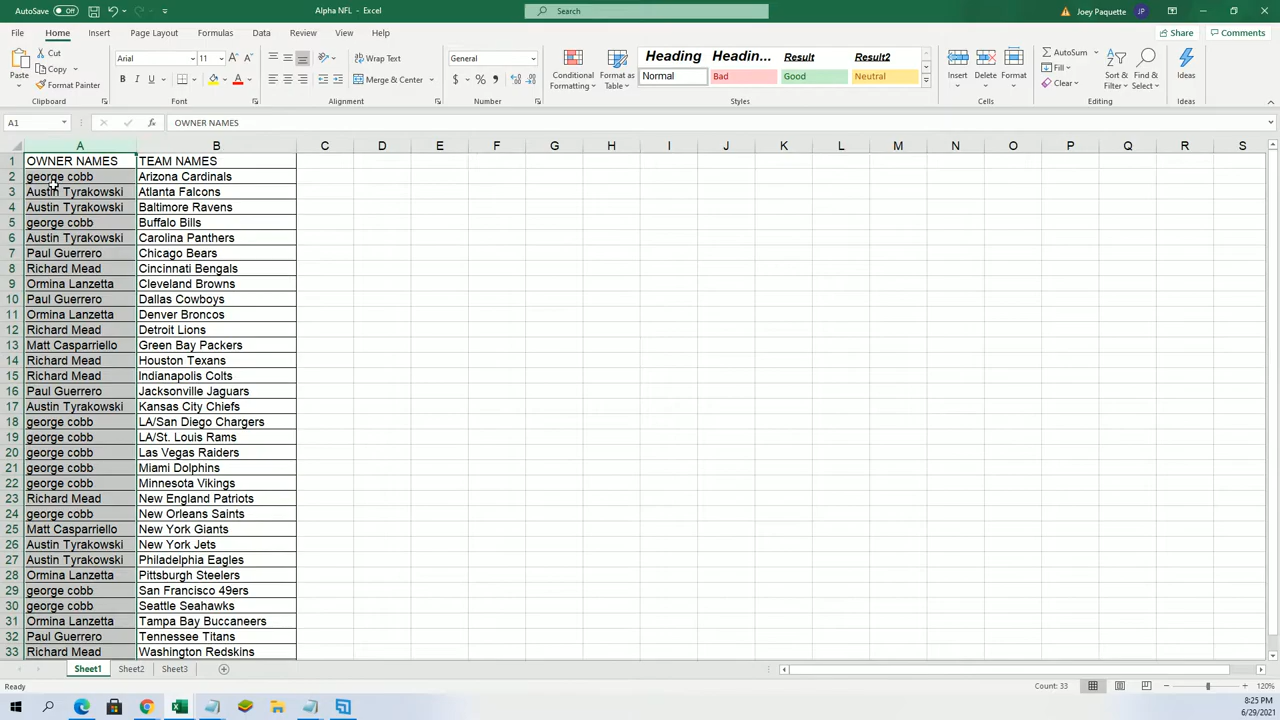 AutoSave Off Alpha NFL - Excel Search Joey Paquette JP
File Home Insert Page Layout Formulas Data Review View Help Share Comments
Paste Cut Copy Format Painter Clipboard
Arial 11 A A B I U A Font
Wrap Text Merge & Center Alignment
General $ % , Number
Conditional Formatting Format as Table Heading Headin... Result Result2 Normal Bad Good Neutral Styles
Insert Delete Format Cells
AutoSum Fill Clear Sort & Filter Find & Select Editing
Ideas Ideas
A1 fx OWNER NAMES
A B C D E F G H I J K L M N O P Q R S
1 OWNER NAMES TEAM NAMES
2 george cobb Arizona Cardinals
3 Austin Tyrakowski Atlanta Falcons
4 Austin Tyrakowski Baltimore Ravens
5 george cobb Buffalo Bills
6 Austin Tyrakowski Carolina Panthers
7 Paul Guerrero Chicago Bears
8 Richard Mead Cincinnati Bengals
9 Ormina Lanzetta Cleveland Browns
10 Paul Guerrero Dallas Cowboys
11 Ormina Lanzetta Denver Broncos
12 Richard Mead Detroit Lions
13 Matt Casparriello Green Bay Packers
14 Richard Mead Houston Texans
15 Richard Mead Indianapolis Colts
16 Paul Guerrero Jacksonville Jaguars
17 Austin Tyrakowski Kansas City Chiefs
18 george cobb LA/San Diego Chargers
19 george cobb LA/St. Louis Rams
20 george cobb Las Vegas Raiders
21 george cobb Miami Dolphins
22 george cobb Minnesota Vikings
23 Richard Mead New England Patriots
24 george cobb New Orleans Saints
25 Matt Casparriello New York Giants
26 Austin Tyrakowski New York Jets
27 Austin Tyrakowski Philadelphia Eagles
28 Ormina Lanzetta Pittsburgh Steelers
29 george cobb San Francisco 49ers
30 george cobb Seattle Seahawks
31 Ormina Lanzetta Tampa Bay Buccaneers
32 Paul Guerrero Tennessee Titans
33 Richard Mead Washington Redskins
Sheet1 Sheet2 Sheet3
Ready Count: 33 120%
8:25 PM
6/29/2021